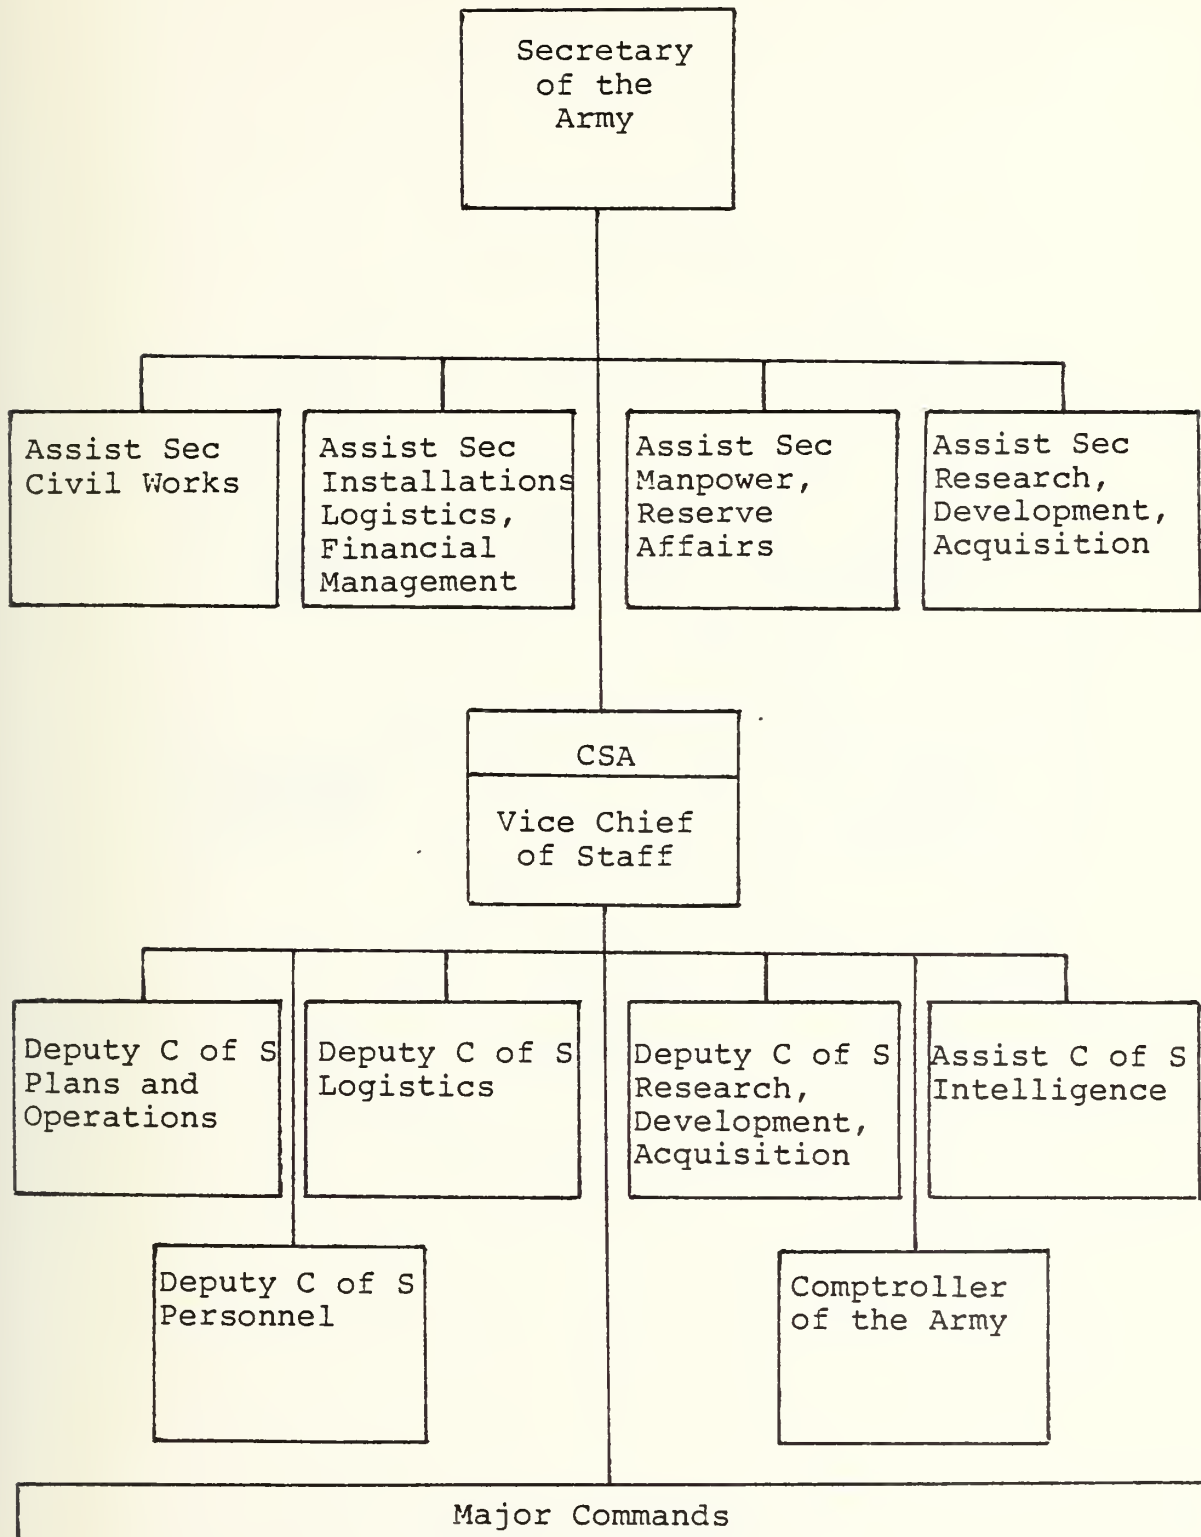 Secretary
of the
Army
Assist Sec
Civil Works
Assist Sec
Installations
Logistics,
Financial
Management
Assist Sec
Manpower,
Reserve
Affairs
Assist Sec
Research,
Development,
Acquisition
CSA
Vice Chief
of Staff
Deputy C of S
Plans and
Operations
Deputy C of S
Logistics
Deputy C of S
Research,
Development,
Acquisition
Assist C of S
Intelligence
Deputy C of S
Personnel
Comptroller
of the Army
Major Commands